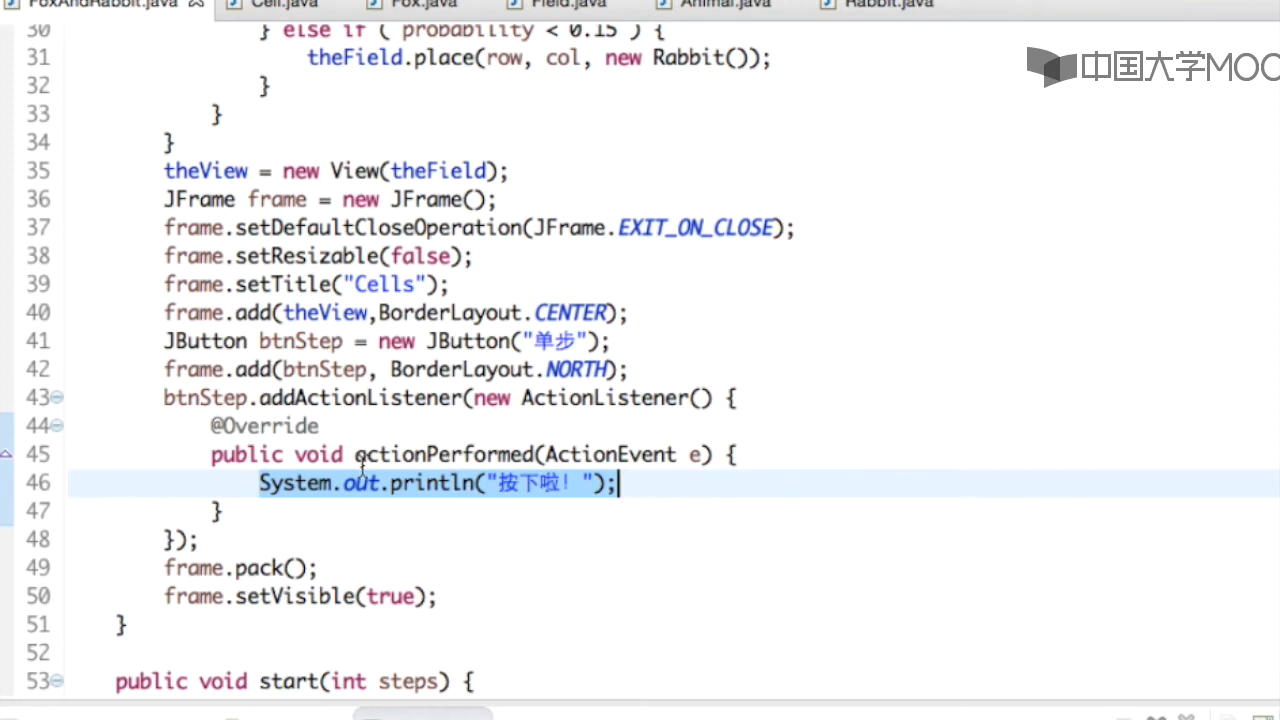 FoxAndRabbit.java Cell.java Fox.java Field.java Animal.java Rabbit.java
30 } else if ( probability < 0.15 ) {
31 theField.place(row, col, new Rabbit());
32 }
33 }
34 }
35 theView = new View(theField);
36 JFrame frame = new JFrame();
37 frame.setDefaultCloseOperation(JFrame.EXIT_ON_CLOSE);
38 frame.setResizable(false);
39 frame.setTitle("Cells");
40 frame.add(theView,BorderLayout.CENTER);
41 JButton btnStep = new JButton("单步");
42 frame.add(btnStep, BorderLayout.NORTH);
43 btnStep.addActionListener(new ActionListener() {
44 @Override
45 public void actionPerformed(ActionEvent e) {
46 System.out.println("按下啦！");
47 }
48 });
49 frame.pack();
50 frame.setVisible(true);
51 }
52
53 public void start(int steps) {
中国大学MOO